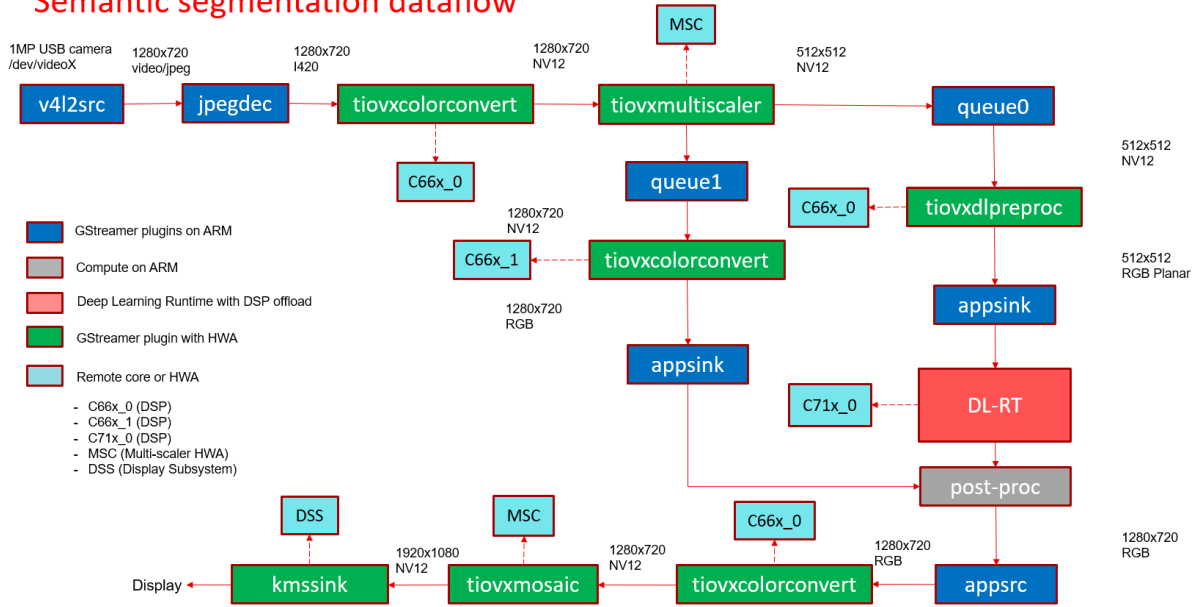 Semantic segmentation dataflow
1MP USB camera
/dev/videoX
1280x720
video/jpeg
1280x720
I420
1280x720
NV12
MSC
512x512
NV12
v4l2src
jpegdec
tiovxcolorconvert
tiovxmultiscaler
queue0
C66x_0
queue1
512x512
NV12
C66x_0
tiovxdlpreproc
1280x720
NV12
C66x_1
tiovxcolorconvert
512x512
RGB Planar
1280x720
RGB
appsink
appsink
GStreamer plugins on ARM
Compute on ARM
Deep Learning Runtime with DSP offload
GStreamer plugin with HWA
Remote core or HWA
- C66x_0 (DSP)
- C66x_1 (DSP)
- C71x_0 (DSP)
- MSC (Multi-scaler HWA)
- DSS (Display Subsystem)
C71x_0
DL-RT
post-proc
DSS
MSC
C66x_0
1280x720
RGB
1920x1080
NV12
1280x720
NV12
1280x720
RGB
Display
kmssink
tiovxmosaic
tiovxcolorconvert
appsrc